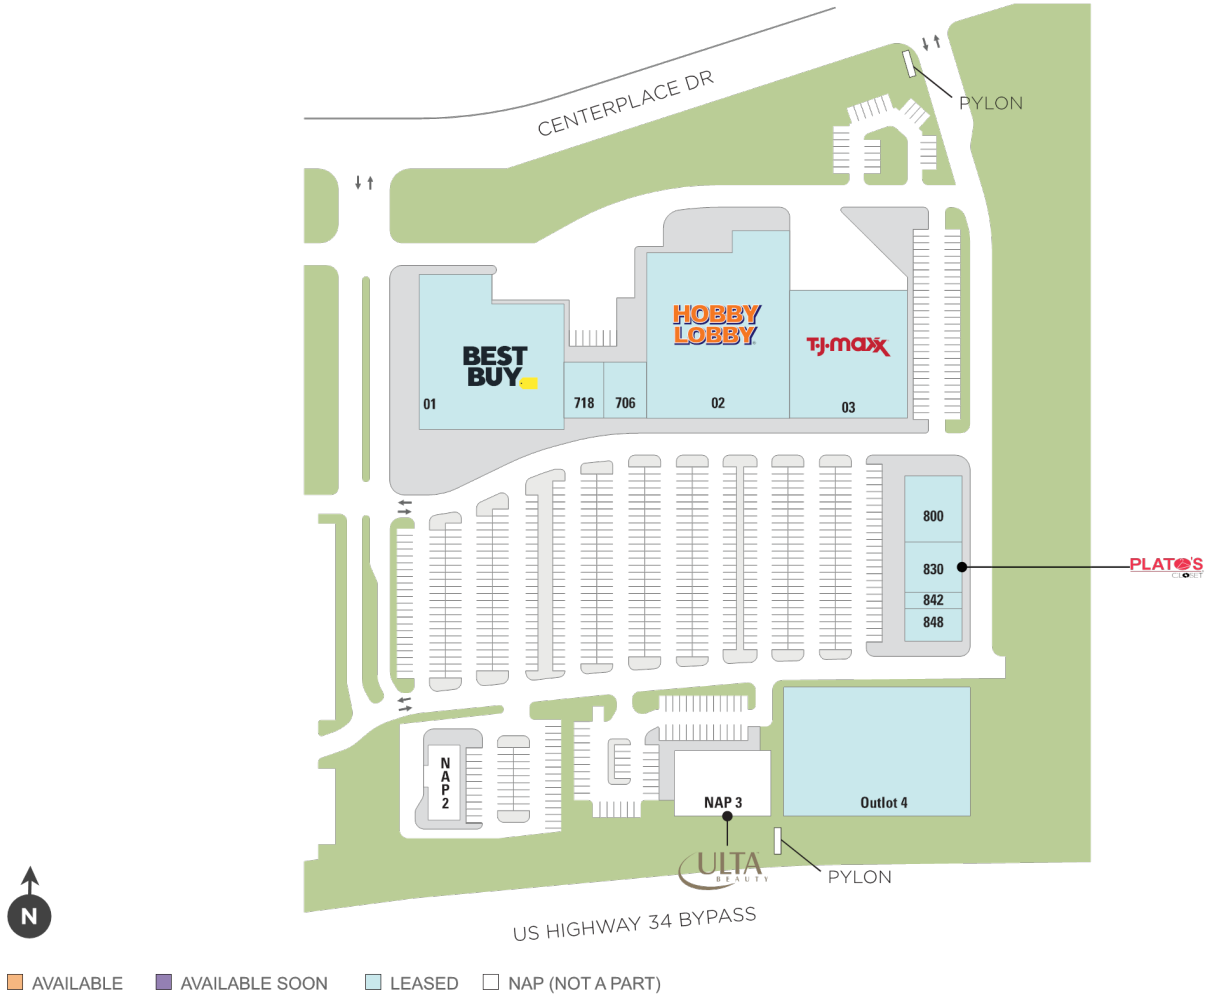 CENTERPLACE DR
PYLON
HOBBY
LOBBY
T·J·maxx
BEST
BUY
01
718
706
02
03
800
830
842
848
PLATO'S
CLOSET
N
A
P
2
NAP 3
Outlot 4
ULTA
BEAUTY
PYLON
US HIGHWAY 34 BYPASS
N
AVAILABLE
AVAILABLE SOON
LEASED
NAP (NOT A PART)